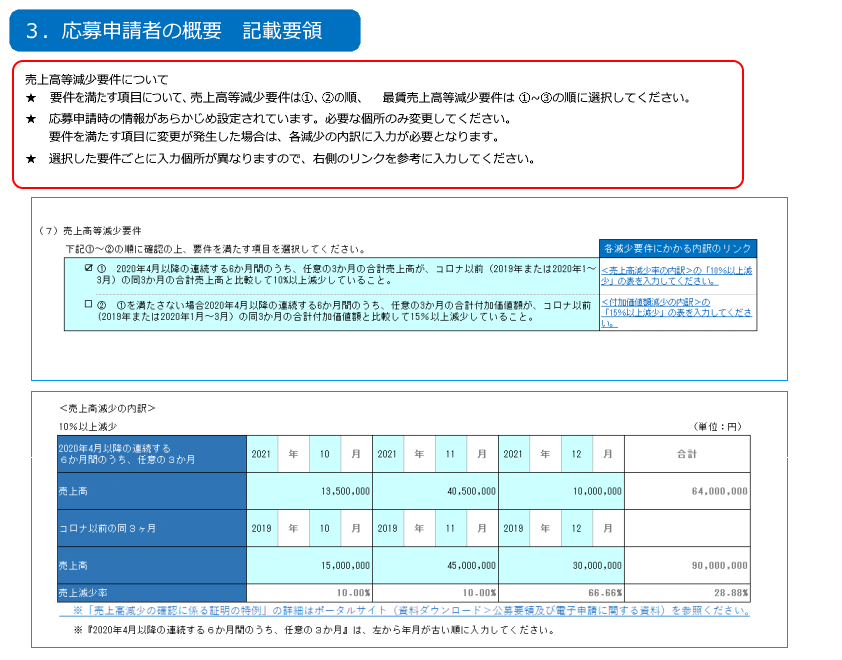 ３．応募申請者の概要　記載要領
売上高等減少要件について
★　要件を満たす項目について、売上高等減少要件は①、②の順、　最賃売上高等減少要件は ①~③の順に選択してください。
★　応募申請時の情報があらかじめ設定されています。必要な個所のみ変更してください。
要件を満たす項目に変更が発生した場合は、各減少の内訳に入力が必要となります。
★　選択した要件ごとに入力個所が異なりますので、右側のリンクを参考に入力してください。
（７）売上高等減少要件
下記①～②の順に確認の上、要件を満たす項目を選択してください。
各減少要件にかかる内訳のリンク
☑ ①　2020年4月以降の連続する6か月間のうち、任意の3か月の合計売上高が、コロナ以前（2019年または2020年1～
3月）の同3か月の合計売上高と比較して10%以上減少していること。
＜売上高減少率の内訳＞の「10%以上減
少」の表を入力してください。
☐ ②　①を満たさない場合2020年4月以降の連続する6か月間のうち、任意の3か月の合計付加価値額が、コロナ以前
(2019年または2020年1月～3月）の同3か月の合計付加価値額と比較して15％以上減少していること。
＜付加価値額減少の内訳＞の
「15％以上減少」の表を入力してくださ
い。
＜売上高減少の内訳＞
10％以上減少
（単位：円）
2020年4月以降の連続する
６か月間のうち、任意の３か月
2021 年 10 月 2021 年 11 月 2021 年 12 月 合計
売上高 13,500,000 40,500,000 10,000,000 64,000,000
コロナ以前の同３ヶ月 2019 年 10 月 2019 年 11 月 2019 年 12 月
売上高 15,000,000 45,000,000 30,000,000 90,000,000
売上減少率 10.00% 10.00% 66.66% 28.88%
※「売上高減少の確認に係る証明の特例」の詳細はポータルサイト（資料ダウンロード＞公募要領及び電子申請に関する資料）を参照ください。
※『2020年4月以降の連続する６か月間のうち、任意の３か月』は、左から年月が古い順に入力してください。